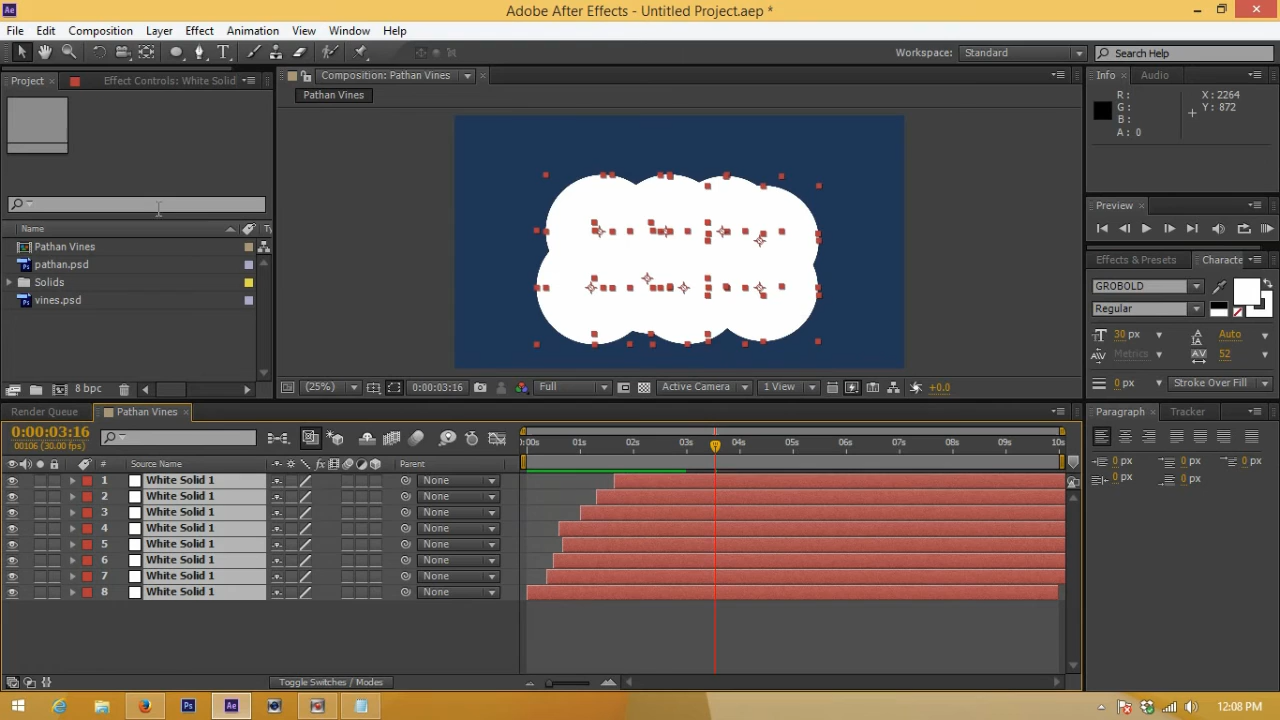 Adobe After Effects - Untitled Project.aep *
File Edit Composition Layer Effect Animation View Window Help
Workspace: Standard Search Help
Project Effect Controls: White Solid Composition: Pathan Vines Info Audio
Pathan Vines
R: X: 2264
G: Y: 872
B:
A: 0
Preview
Name
Pathan Vines
pathan.psd
Solids
vines.psd
Effects & Presets
GROBOLD
Regular
30 px Auto
Metrics 52
0 px Stroke Over Fill
8 bpc (25%) 0:00:03:16 Full Active Camera 1 View +0.0
Render Queue Pathan Vines Paragraph Tracker
0:00:03:16
00106 (30.00 fps)
:00s 01s 02s 03s 04s 05s 06s 07s 08s 09s 10s
# Source Name Parent
1 White Solid 1 None
2 White Solid 1 None
3 White Solid 1 None
4 White Solid 1 None
5 White Solid 1 None
6 White Solid 1 None
7 White Solid 1 None
8 White Solid 1 None
0 px 0 px 0 px
0 px 0 px
Toggle Switches / Modes
12:08 PM